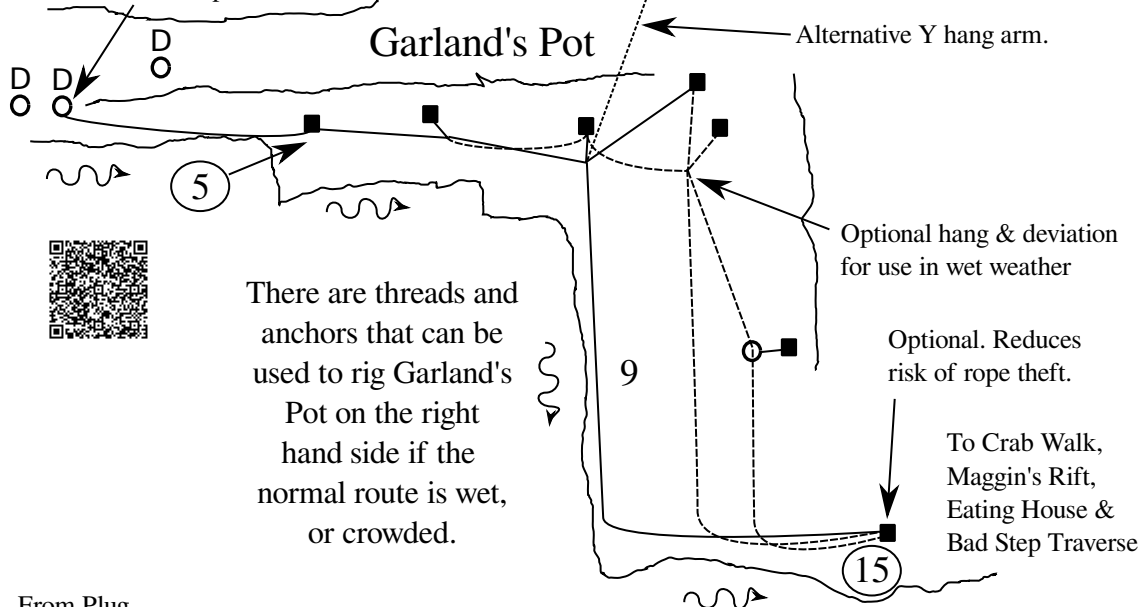 D
D D
Garland's Pot
Alternative Y hang arm.
5
Optional hang & deviation
for use in wet weather
There are threads and
anchors that can be
used to rig Garland's
Pot on the right
hand side if the
normal route is wet,
or crowded.
9
Optional. Reduces
risk of rope theft.
To Crab Walk,
Maggin's Rift,
Eating House &
Bad Step Traverse
15
From Plug